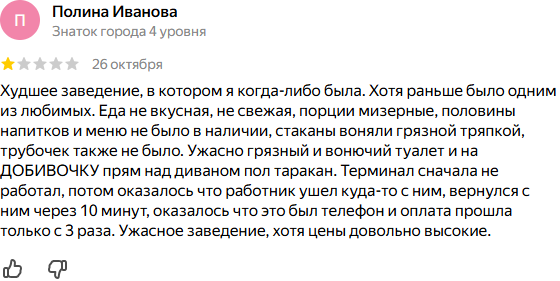 П
Полина Иванова
Знаток города 4 уровня
26 октября
Худшее заведение, в котором я когда-либо была. Хотя раньше было одним
из любимых. Еда не вкусная, не свежая, порции мизерные, половины
напитков и меню не было в наличии, стаканы воняли грязной тряпкой,
трубочек также не было. Ужасно грязный и вонючий туалет и на
ДОБИВОЧКУ прям над диваном пол таракан. Терминал сначала не
работал, потом оказалось что работник ушел куда-то с ним, вернулся с
ним через 10 минут, оказалось что это был телефон и оплата прошла
только с 3 раза. Ужасное заведение, хотя цены довольно высокие.